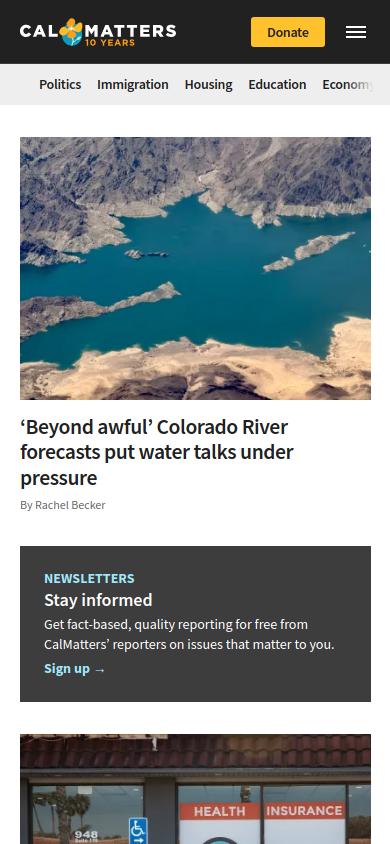 CALMATTERS
10 YEARS
Donate
Politics Immigration Housing Education Economy
‘Beyond awful’ Colorado River
forecasts put water talks under
pressure
By Rachel Becker
NEWSLETTERS
Stay informed
Get fact-based, quality reporting for free from
CalMatters’ reporters on issues that matter to you.
Sign up →
HEALTH INSURANCE
948